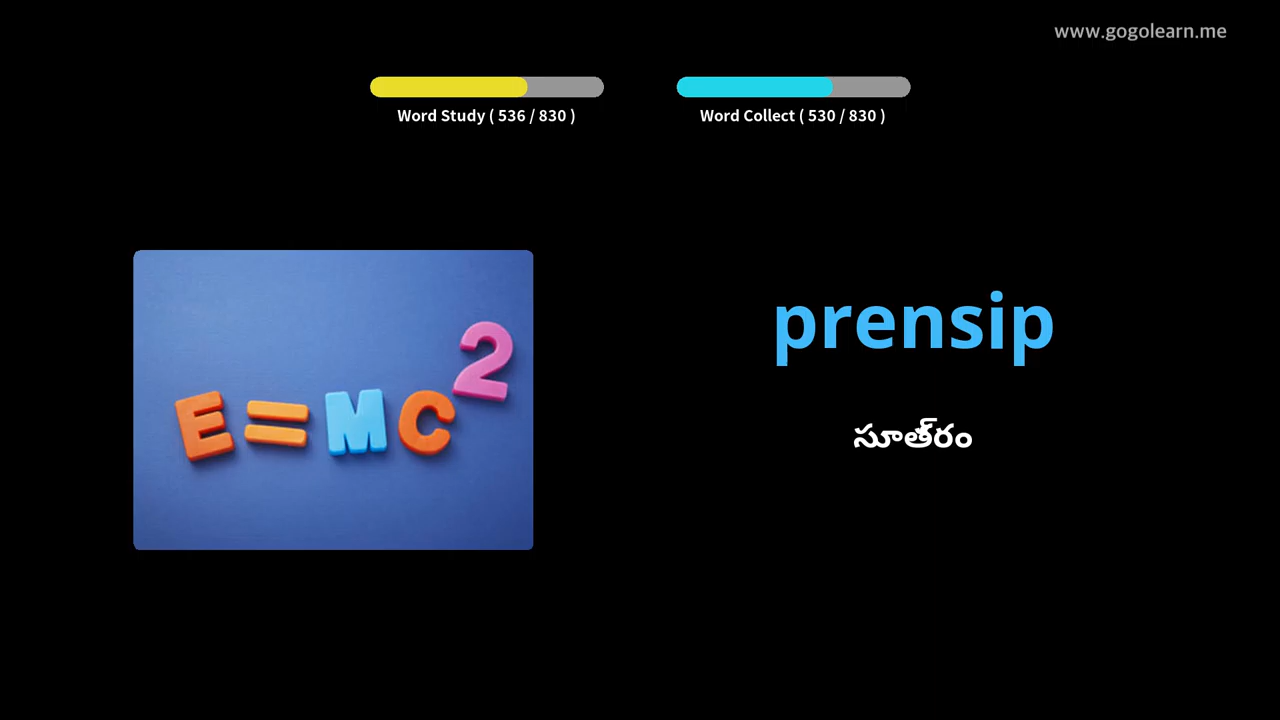 www.gogolearn.me
Word Study ( 536 / 830 )
Word Collect ( 530 / 830 )
E=MC²
prensip
సూత్రం